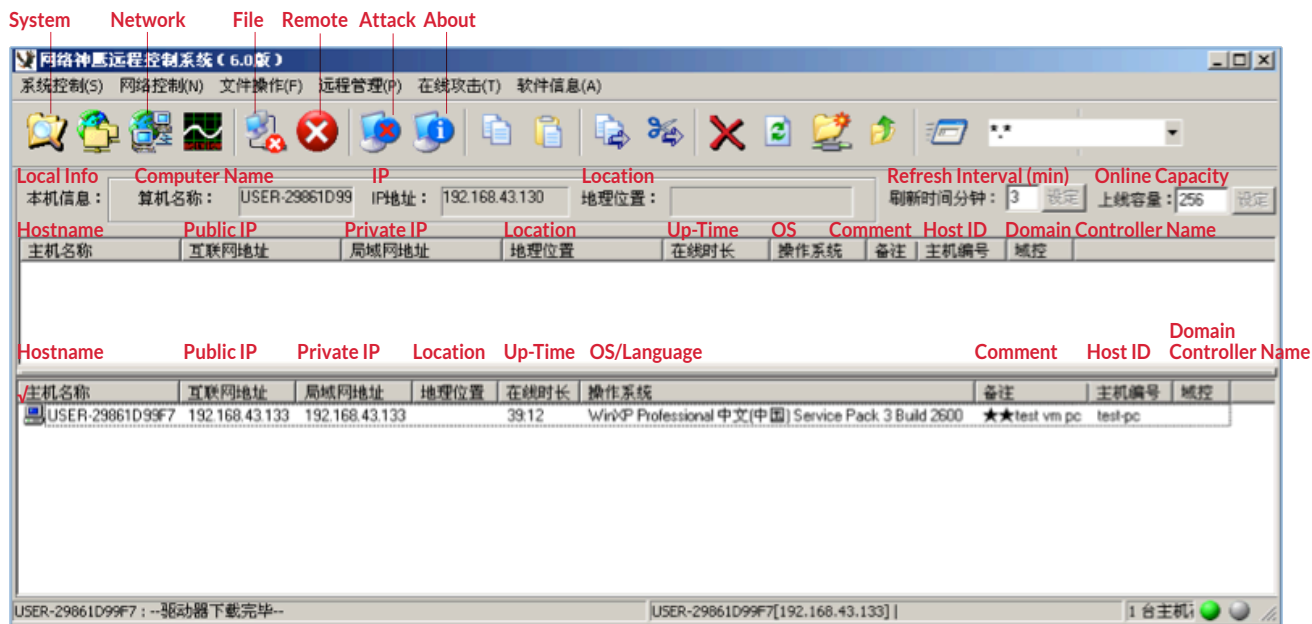 System Network File Remote Attack About
网络神鹰远程控制系统(6.0版)
系统控制(S) 网络控制(N) 文件操作(F) 远程管理(P) 在线攻击(T) 软件信息(A)
*.*
Local Info Computer Name IP Location Refresh Interval (min) Online Capacity
本机信息: 算机名称: USER-29861D99 IP地址: 192.168.43.130 地理位置: 刷新时间分钟: 3 设定 上线容量: 256 设定
Hostname Public IP Private IP Location Up-Time OS Comment Host ID Domain Controller Name
主机名称 互联网地址 局域网地址 地理位置 在线时长 操作系统 备注 主机编号 域控
Hostname Public IP Private IP Location Up-Time OS/Language Comment Host ID Domain Controller Name
√主机名称 互联网地址 局域网地址 地理位置 在线时长 操作系统 备注 主机编号 域控
USER-29861D99F7 192.168.43.133 192.168.43.133 39:12 WinXP Professional 中文(中国) Service Pack 3 Build 2600 ★★test vm pc test-pc
USER-29861D99F7:--驱动器下载完毕-- USER-29861D99F7[192.168.43.133] | 1 台主机